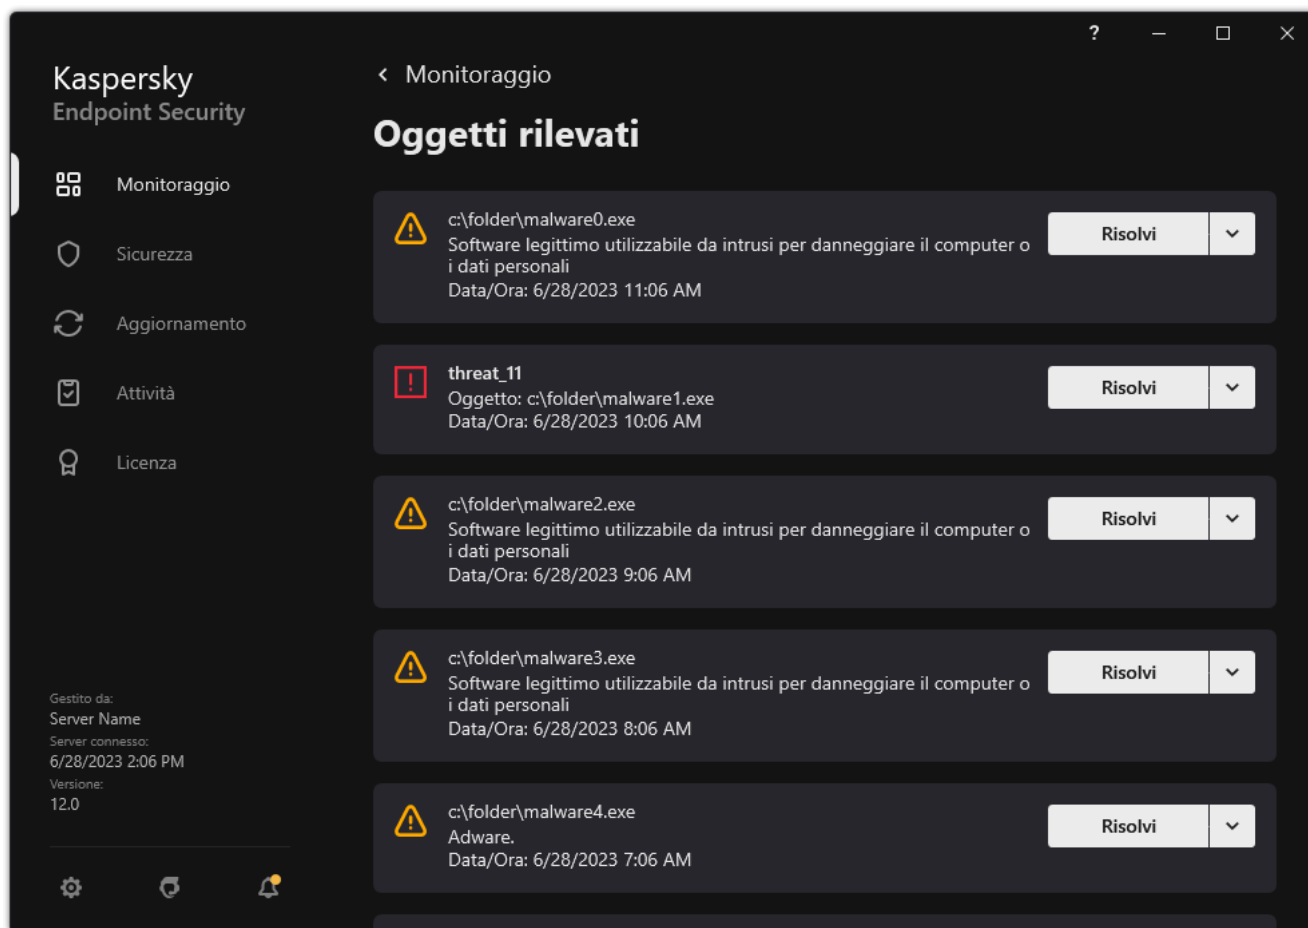 ?
Kaspersky
Endpoint Security
Monitoraggio
Sicurezza
Aggiornamento
Attività
Licenza
Gestito da:
Server Name
Server connesso:
6/28/2023 2:06 PM
Versione:
12.0
Monitoraggio
Oggetti rilevati
c:\folder\malware0.exe
Software legittimo utilizzabile da intrusi per danneggiare il computer o
i dati personali
Data/Ora: 6/28/2023 11:06 AM
Risolvi
threat_11
Oggetto: c:\folder\malware1.exe
Data/Ora: 6/28/2023 10:06 AM
Risolvi
c:\folder\malware2.exe
Software legittimo utilizzabile da intrusi per danneggiare il computer o
i dati personali
Data/Ora: 6/28/2023 9:06 AM
Risolvi
c:\folder\malware3.exe
Software legittimo utilizzabile da intrusi per danneggiare il computer o
i dati personali
Data/Ora: 6/28/2023 8:06 AM
Risolvi
c:\folder\malware4.exe
Adware.
Data/Ora: 6/28/2023 7:06 AM
Risolvi